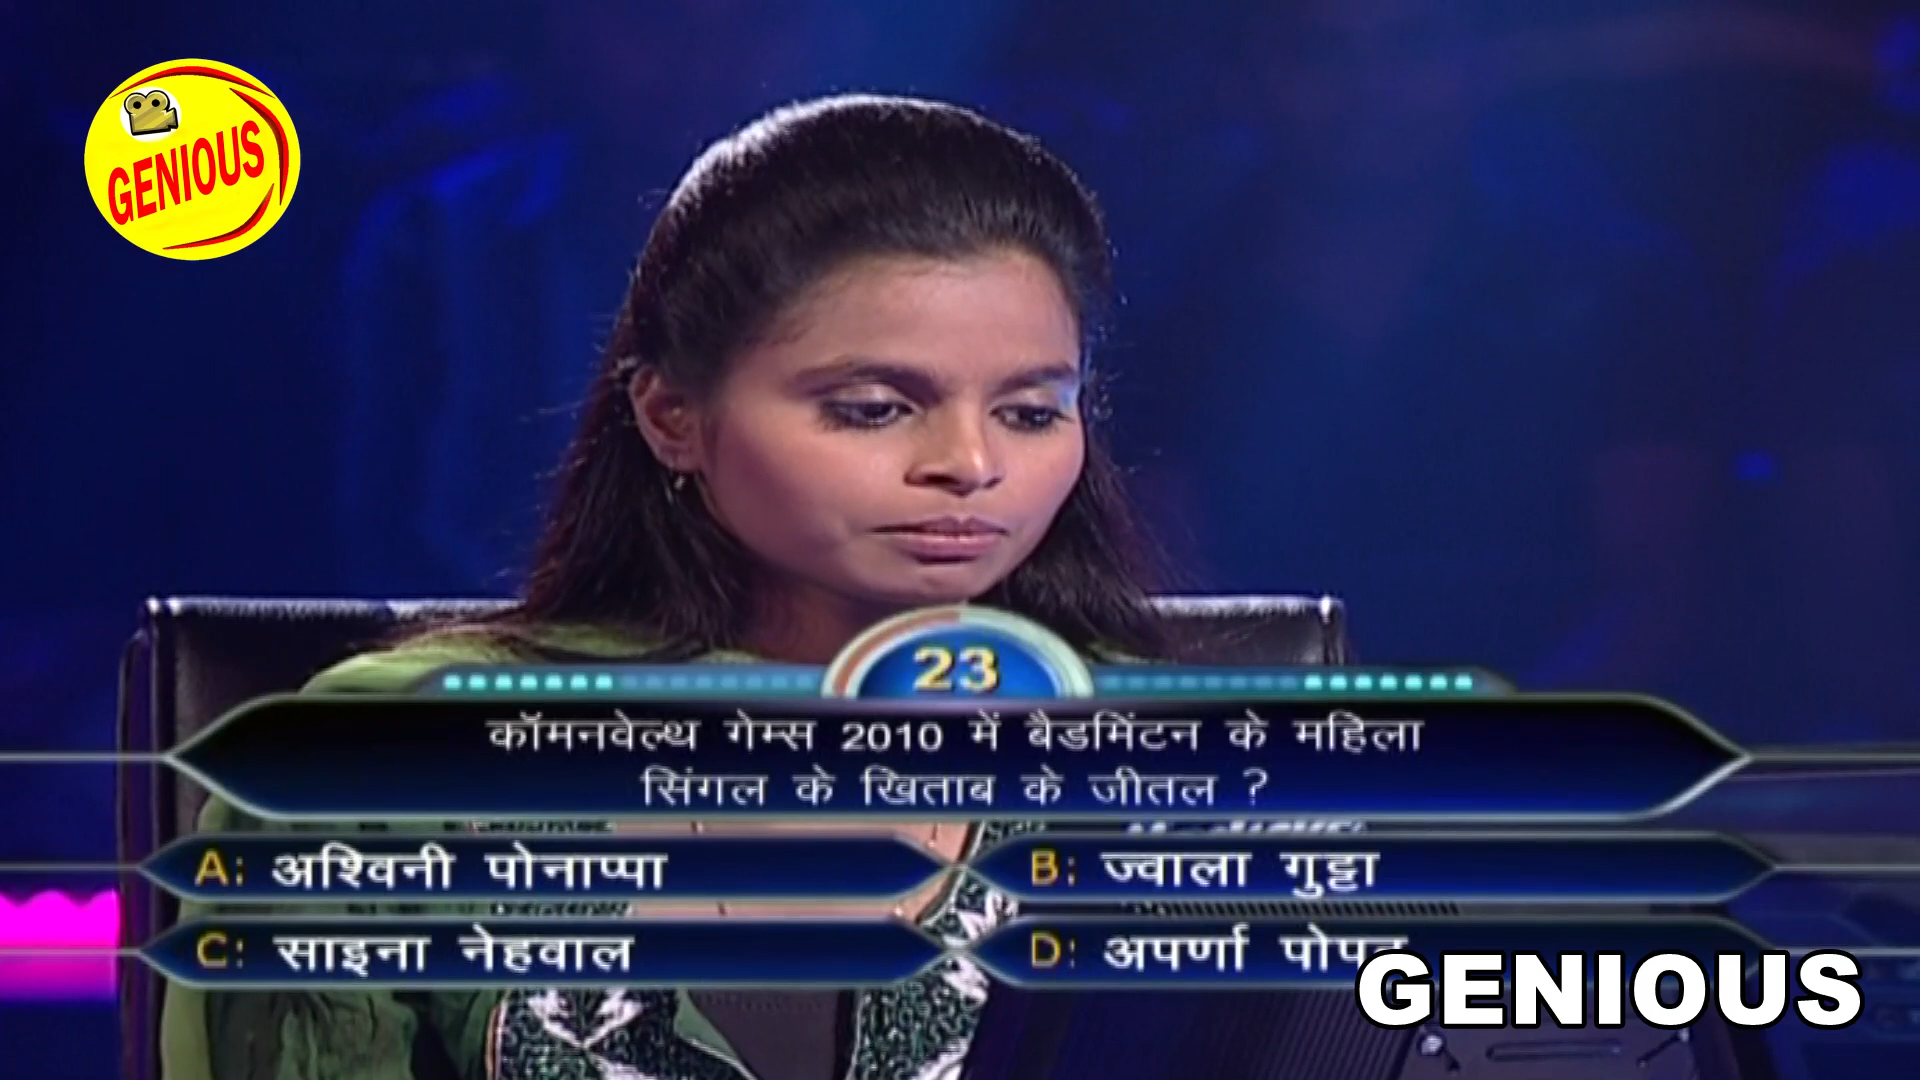 GENIOUS
23
कॉमनवेल्थ गेम्स 2010 में बैडमिंटन के महिला
सिंगल के खिताब के जीतल ?
A: अश्विनी पोनाप्पा
B: ज्वाला गुट्टा
C: साइना नेहवाल
D: अपर्णा
GENIOUS